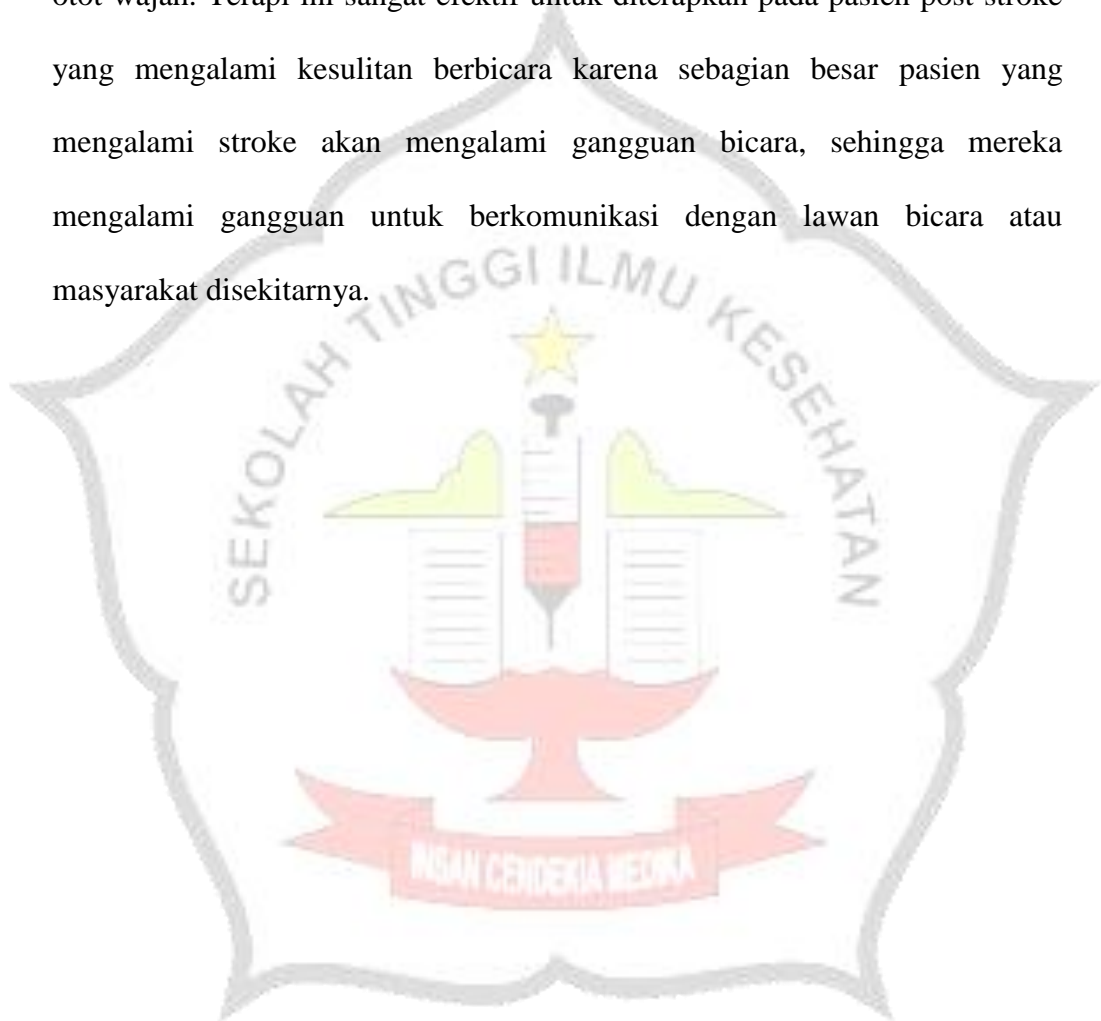 otot wajah. Terapi ini sangat efektif untuk diterapkan pada pasien post stroke
yang mengalami kesulitan berbicara karena sebagian besar pasien yang
mengalami stroke akan mengalami gangguan bicara, sehingga mereka
mengalami gangguan untuk berkomunikasi dengan lawan bicara atau
masyarakat disekitarnya.
SEKOLAH TINGGI ILMU KESEHATAN
INSAN CENDEKIA MEDIKA